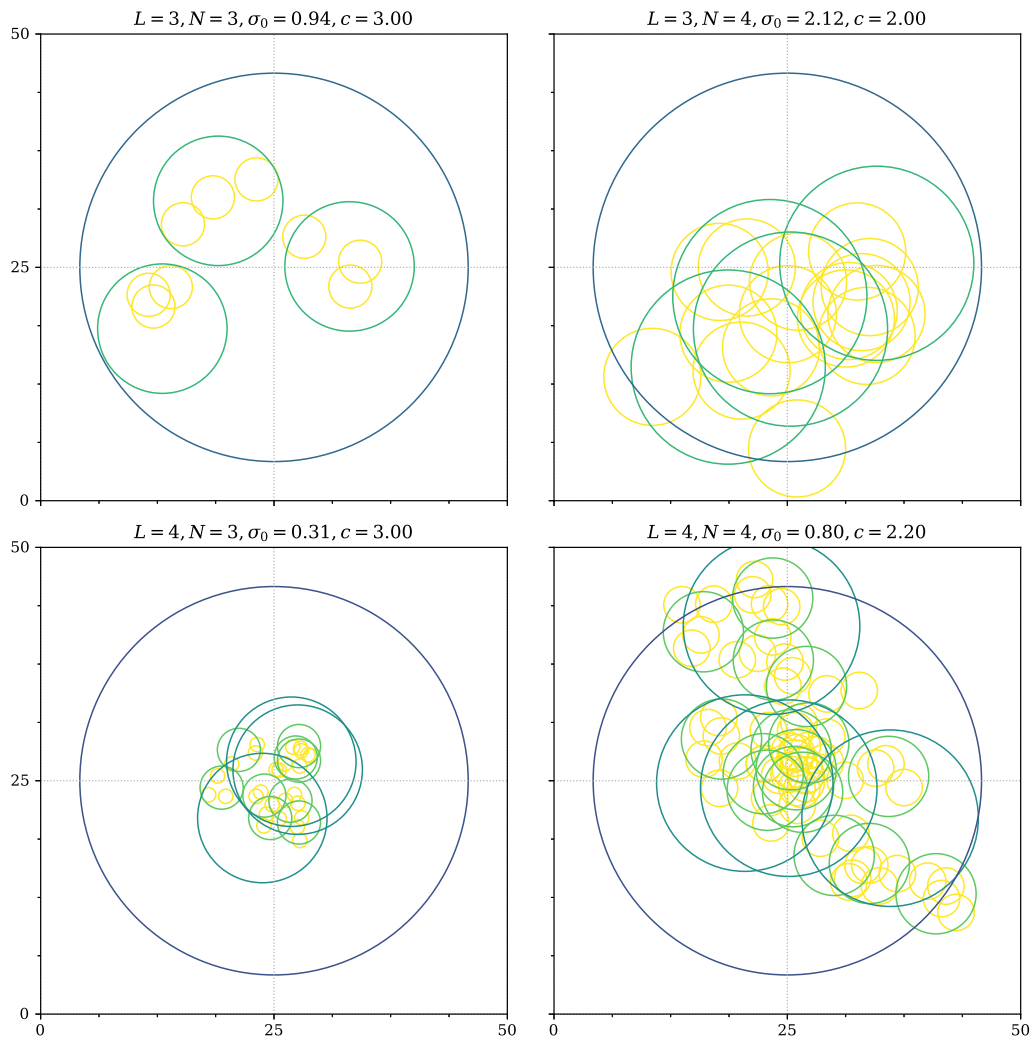 L = 3, N = 3, σ₀ = 0.94, c = 3.00
L = 3, N = 4, σ₀ = 2.12, c = 2.00
50
25
0
L = 4, N = 3, σ₀ = 0.31, c = 3.00
L = 4, N = 4, σ₀ = 0.80, c = 2.20
50
25
0
0 25 50 0 25 50